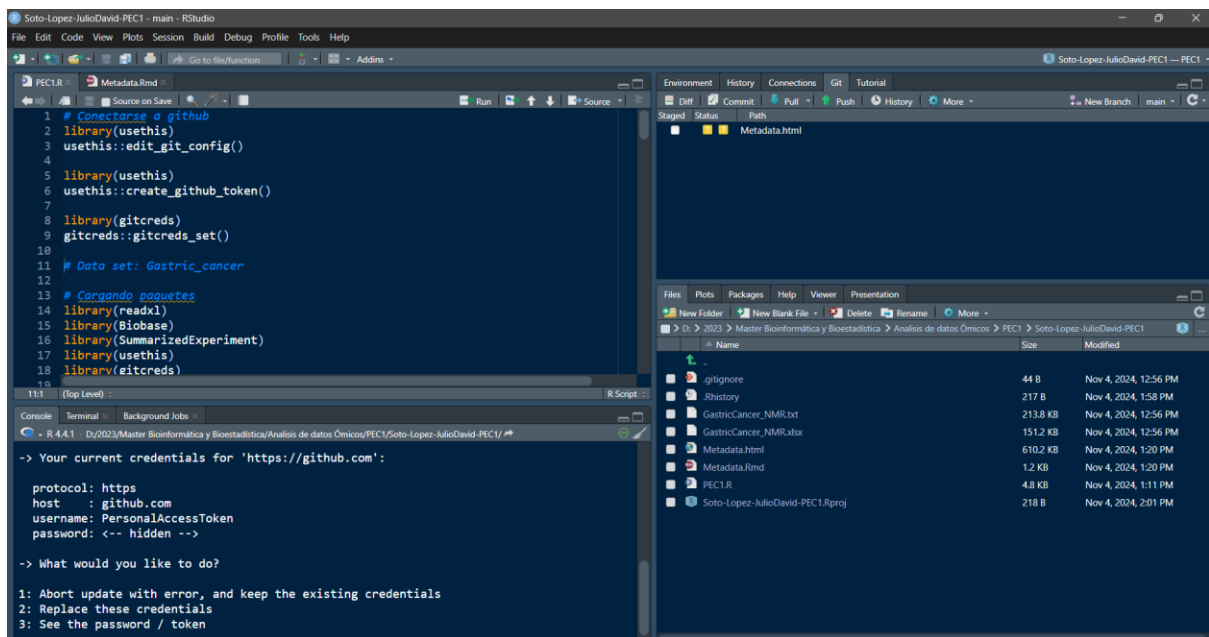 Soto-Lopez-JulioDavid-PEC1 - main - RStudio
File Edit Code View Plots Session Build Debug Profile Tools Help
Go to file/function Addins
Soto-Lopez-JulioDavid-PEC1 — PEC1
PEC1.R Metadata.Rmd
Source on Save Run Source
1 # Conectarse a github
2 library(usethis)
3 usethis::edit_git_config()
4
5 library(usethis)
6 usethis::create_github_token()
7
8 library(gitcreds)
9 gitcreds::gitcreds_set()
10
11 # Data set: Gastric_cancer
12
13 # Cargando paquetes
14 library(readxl)
15 library(Biobase)
16 library(SummarizedExperiment)
17 library(usethis)
18 library(gitcreds)
19
11:1 (Top Level) R Script
Console Terminal Background Jobs
R 4.4.1 · D:/2023/Master Bioinformática y Bioestadística/Analisis de datos Ómicos/PEC1/Soto-Lopez-JulioDavid-PEC1/
-> Your current credentials for 'https://github.com':
protocol: https
host : github.com
username: PersonalAccessToken
password: <-- hidden -->
-> What would you like to do?
1: Abort update with error, and keep the existing credentials
2: Replace these credentials
3: See the password / token
Environment History Connections Git Tutorial
Diff Commit Pull Push History More New Branch main
Staged Status Path
? ? Metadata.html
Files Plots Packages Help Viewer Presentation
New Folder New Blank File Delete Rename More
D: > 2023 > Master Bioinformática y Bioestadística > Analisis de datos Ómicos > PEC1 > Soto-Lopez-JulioDavid-PEC1 ...
Name Size Modified
..
.gitignore 44 B Nov 4, 2024, 12:56 PM
.Rhistory 217 B Nov 4, 2024, 1:58 PM
GastricCancer_NMR.txt 213.8 KB Nov 4, 2024, 12:56 PM
GastricCancer_NMR.xlsx 151.2 KB Nov 4, 2024, 12:56 PM
Metadata.html 610.2 KB Nov 4, 2024, 1:20 PM
Metadata.Rmd 1.2 KB Nov 4, 2024, 1:20 PM
PEC1.R 4.8 KB Nov 4, 2024, 1:11 PM
Soto-Lopez-JulioDavid-PEC1.Rproj 218 B Nov 4, 2024, 2:01 PM